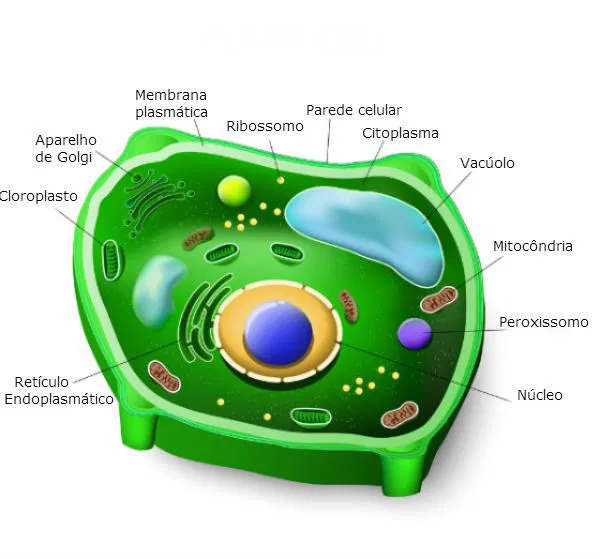 Membrana
plasmática
Parede celular
Ribossomo
Citoplasma
Aparelho
de Golgi
Vacúolo
Cloroplasto
Mitocôndria
Peroxissomo
Retículo
Endoplasmático
Núcleo